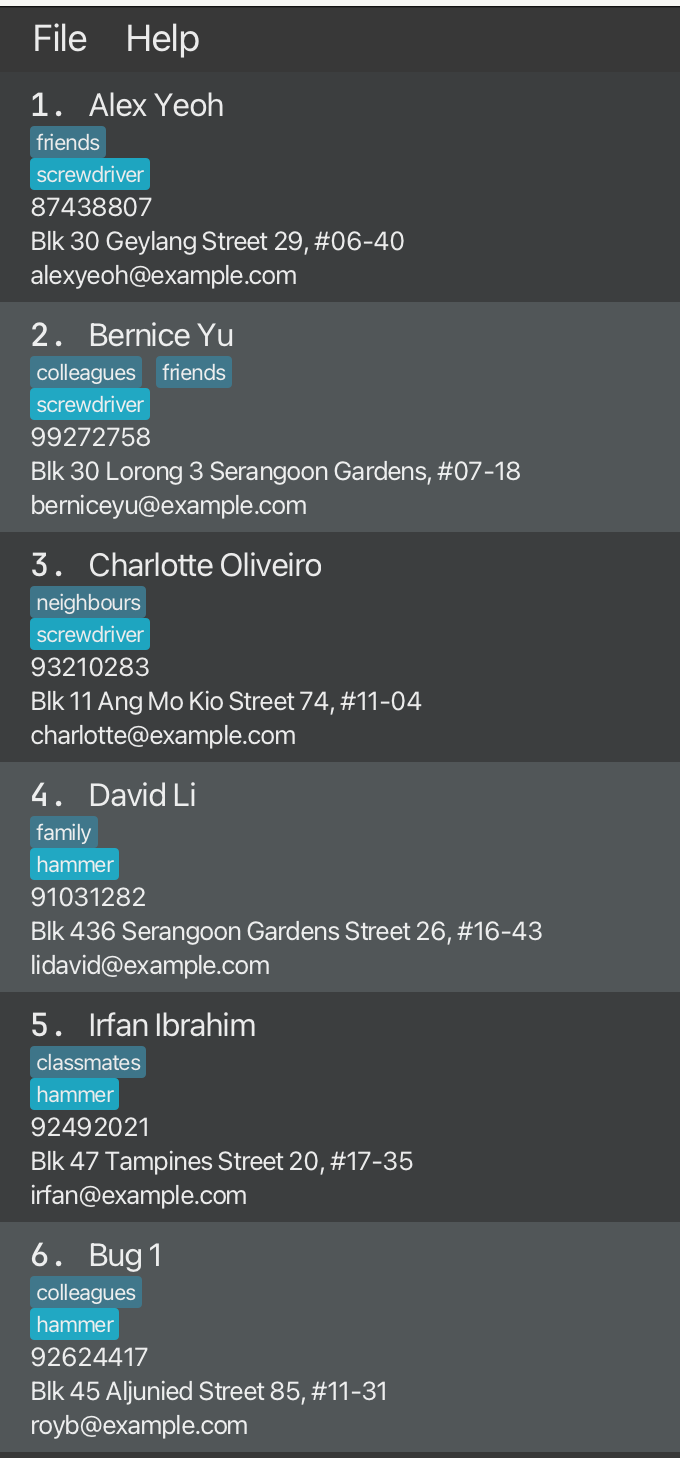 File Help
1. Alex Yeoh
friends
screwdriver
87438807
Blk 30 Geylang Street 29, #06-40
alexyeoh@example.com
2. Bernice Yu
colleagues friends
screwdriver
99272758
Blk 30 Lorong 3 Serangoon Gardens, #07-18
berniceyu@example.com
3. Charlotte Oliveiro
neighbours
screwdriver
93210283
Blk 11 Ang Mo Kio Street 74, #11-04
charlotte@example.com
4. David Li
family
hammer
91031282
Blk 436 Serangoon Gardens Street 26, #16-43
lidavid@example.com
5. Irfan Ibrahim
classmates
hammer
92492021
Blk 47 Tampines Street 20, #17-35
irfan@example.com
6. Bug 1
colleagues
hammer
92624417
Blk 45 Aljunied Street 85, #11-31
royb@example.com